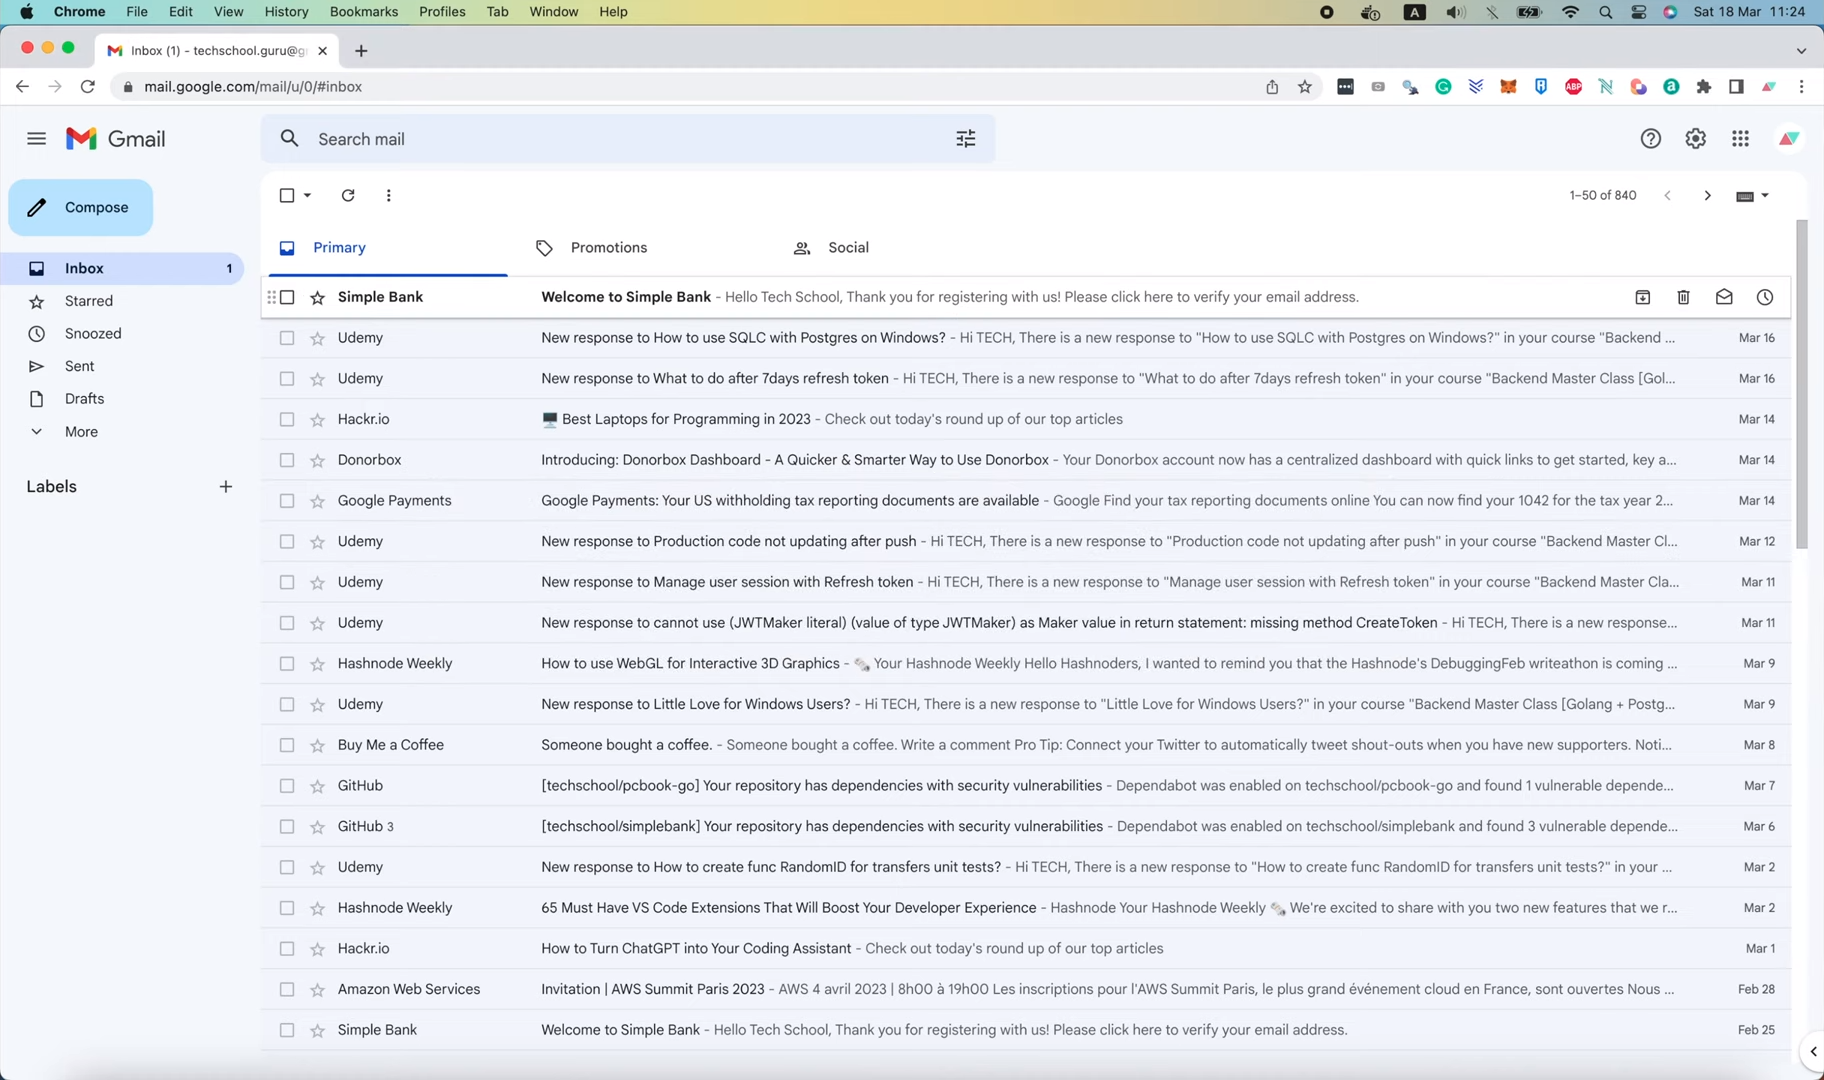 Chrome File Edit View History Bookmarks Profiles Tab Window Help A Sat 18 Mar 11:24
Inbox (1) - techschool.guru@g
mail.google.com/mail/u/0/#inbox ABP a
Gmail Search mail
1–50 of 840
Compose
Primary Promotions Social
Inbox 1
Starred
Snoozed
Sent
Drafts
More
Labels
Simple Bank Welcome to Simple Bank - Hello Tech School, Thank you for registering with us! Please click here to verify your email address.
Udemy New response to How to use SQLC with Postgres on Windows? - Hi TECH, There is a new response to "How to use SQLC with Postgres on Windows?" in your course "Backend ... Mar 16
Udemy New response to What to do after 7days refresh token - Hi TECH, There is a new response to "What to do after 7days refresh token" in your course "Backend Master Class [Gol... Mar 16
Hackr.io 🖥️ Best Laptops for Programming in 2023 - Check out today's round up of our top articles Mar 14
Donorbox Introducing: Donorbox Dashboard - A Quicker & Smarter Way to Use Donorbox - Your Donorbox account now has a centralized dashboard with quick links to get started, key a... Mar 14
Google Payments Google Payments: Your US withholding tax reporting documents are available - Google Find your tax reporting documents online You can now find your 1042 for the tax year 2... Mar 14
Udemy New response to Production code not updating after push - Hi TECH, There is a new response to "Production code not updating after push" in your course "Backend Master Cl... Mar 12
Udemy New response to Manage user session with Refresh token - Hi TECH, There is a new response to "Manage user session with Refresh token" in your course "Backend Master Cla... Mar 11
Udemy New response to cannot use (JWTMaker literal) (value of type JWTMaker) as Maker value in return statement: missing method CreateToken - Hi TECH, There is a new response... Mar 11
Hashnode Weekly How to use WebGL for Interactive 3D Graphics - 🗞️ Your Hashnode Weekly Hello Hashnoders, I wanted to remind you that the Hashnode's DebuggingFeb writeathon is coming ... Mar 9
Udemy New response to Little Love for Windows Users? - Hi TECH, There is a new response to "Little Love for Windows Users?" in your course "Backend Master Class [Golang + Postg... Mar 9
Buy Me a Coffee Someone bought a coffee. - Someone bought a coffee. Write a comment Pro Tip: Connect your Twitter to automatically tweet shout-outs when you have new supporters. Noti... Mar 8
GitHub [techschool/pcbook-go] Your repository has dependencies with security vulnerabilities - Dependabot was enabled on techschool/pcbook-go and found 1 vulnerable depende... Mar 7
GitHub 3 [techschool/simplebank] Your repository has dependencies with security vulnerabilities - Dependabot was enabled on techschool/simplebank and found 3 vulnerable depende... Mar 6
Udemy New response to How to create func RandomID for transfers unit tests? - Hi TECH, There is a new response to "How to create func RandomID for transfers unit tests?" in your ... Mar 2
Hashnode Weekly 65 Must Have VS Code Extensions That Will Boost Your Developer Experience - Hashnode Your Hashnode Weekly 🗞️ We're excited to share with you two new features that we r... Mar 2
Hackr.io How to Turn ChatGPT into Your Coding Assistant - Check out today's round up of our top articles Mar 1
Amazon Web Services Invitation | AWS Summit Paris 2023 - AWS 4 avril 2023 | 8h00 à 19h00 Les inscriptions pour l'AWS Summit Paris, le plus grand événement cloud en France, sont ouvertes Nous ... Feb 28
Simple Bank Welcome to Simple Bank - Hello Tech School, Thank you for registering with us! Please click here to verify your email address. Feb 25